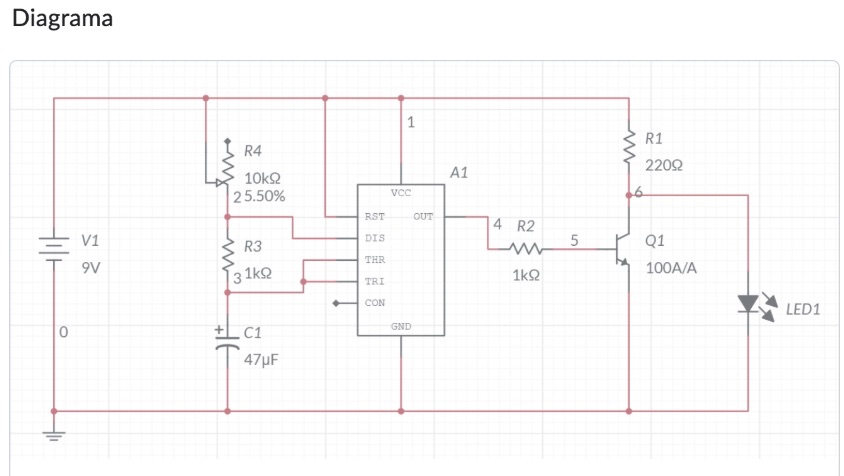 Diagrama
1
R4
10kΩ
25.50%
2
A1
VCC
RST
OUT
DIS
THR
TRI
CON
GND
R3
1kΩ
3
C1
+
47µF
V1
9V
0
4
R2
1kΩ
5
R1
220Ω
6
Q1
100A/A
LED1